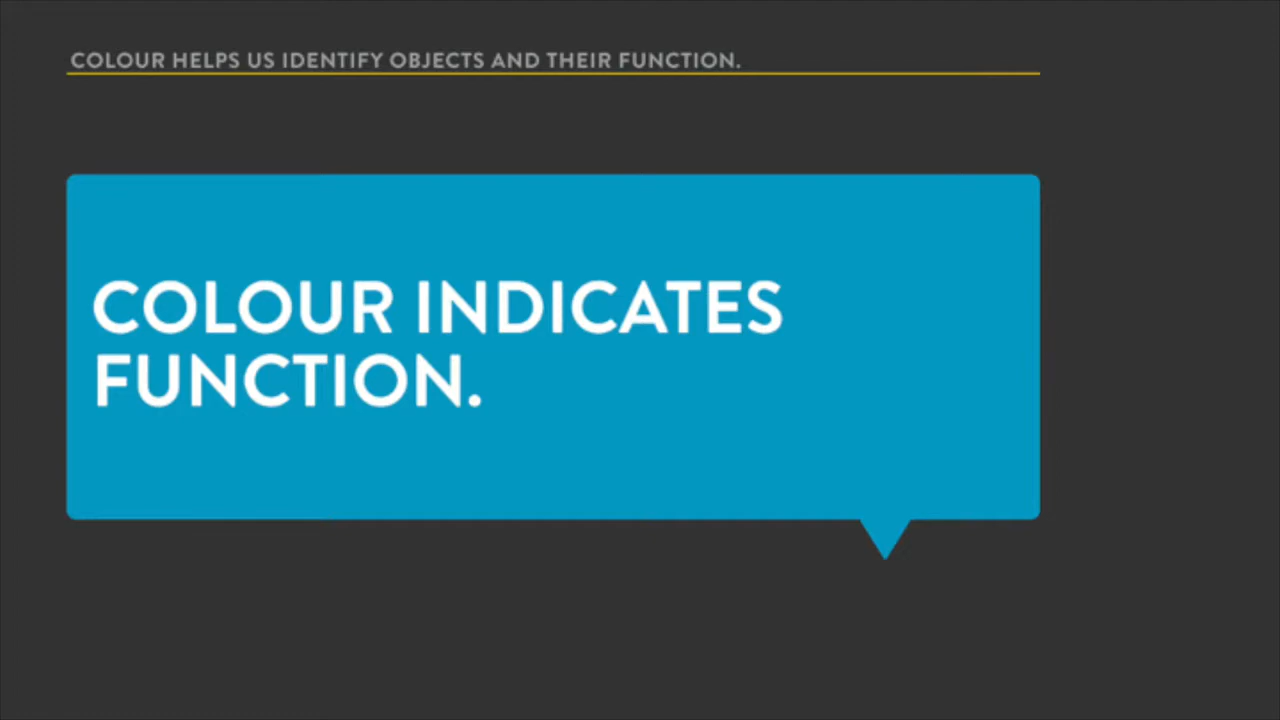 COLOUR HELPS US IDENTIFY OBJECTS AND THEIR FUNCTION.
COLOUR INDICATES
FUNCTION.